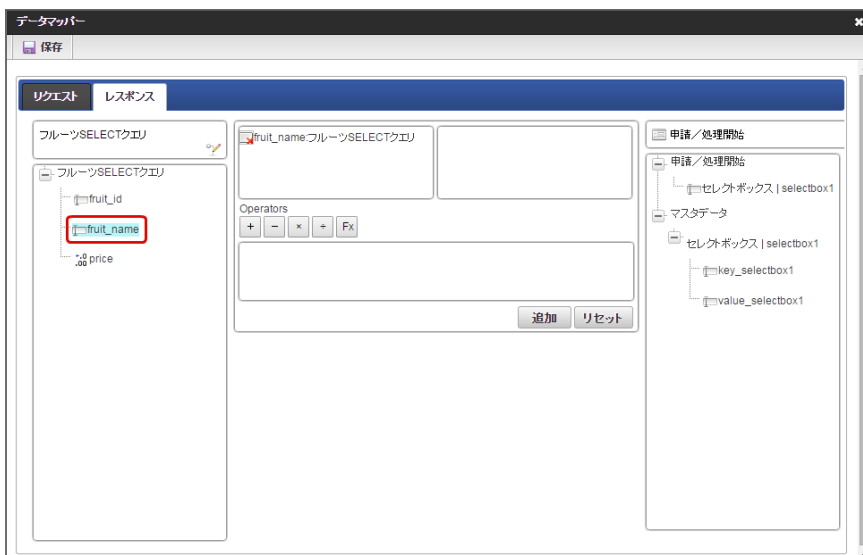 データマッパー
保存
リクエスト レスポンス
フルーツSELECTクエリ
フルーツSELECTクエリ
fruit_id
fruit_name
price
fruit_name:フルーツSELECTクエリ
Operators
+ − × ÷ Fx
追加 リセット
申請／処理開始
申請／処理開始
セレクトボックス | selectbox1
マスタデータ
セレクトボックス | selectbox1
key_selectbox1
value_selectbox1